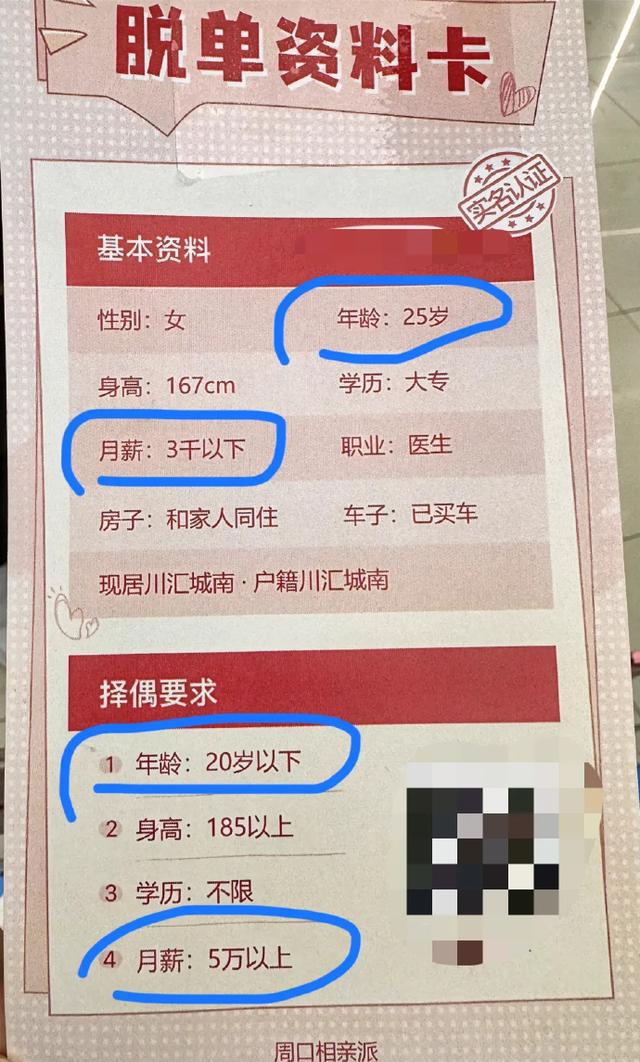 脱单资料卡
实名认证
基本资料
性别：女 年龄：25岁
身高：167cm 学历：大专
月薪：3千以下 职业：医生
房子：和家人同住 车子：已买车
现居川汇城南·户籍川汇城南
择偶要求
1 年龄：20岁以下
2 身高：185以上
3 学历：不限
4 月薪：5万以上
周口相亲派